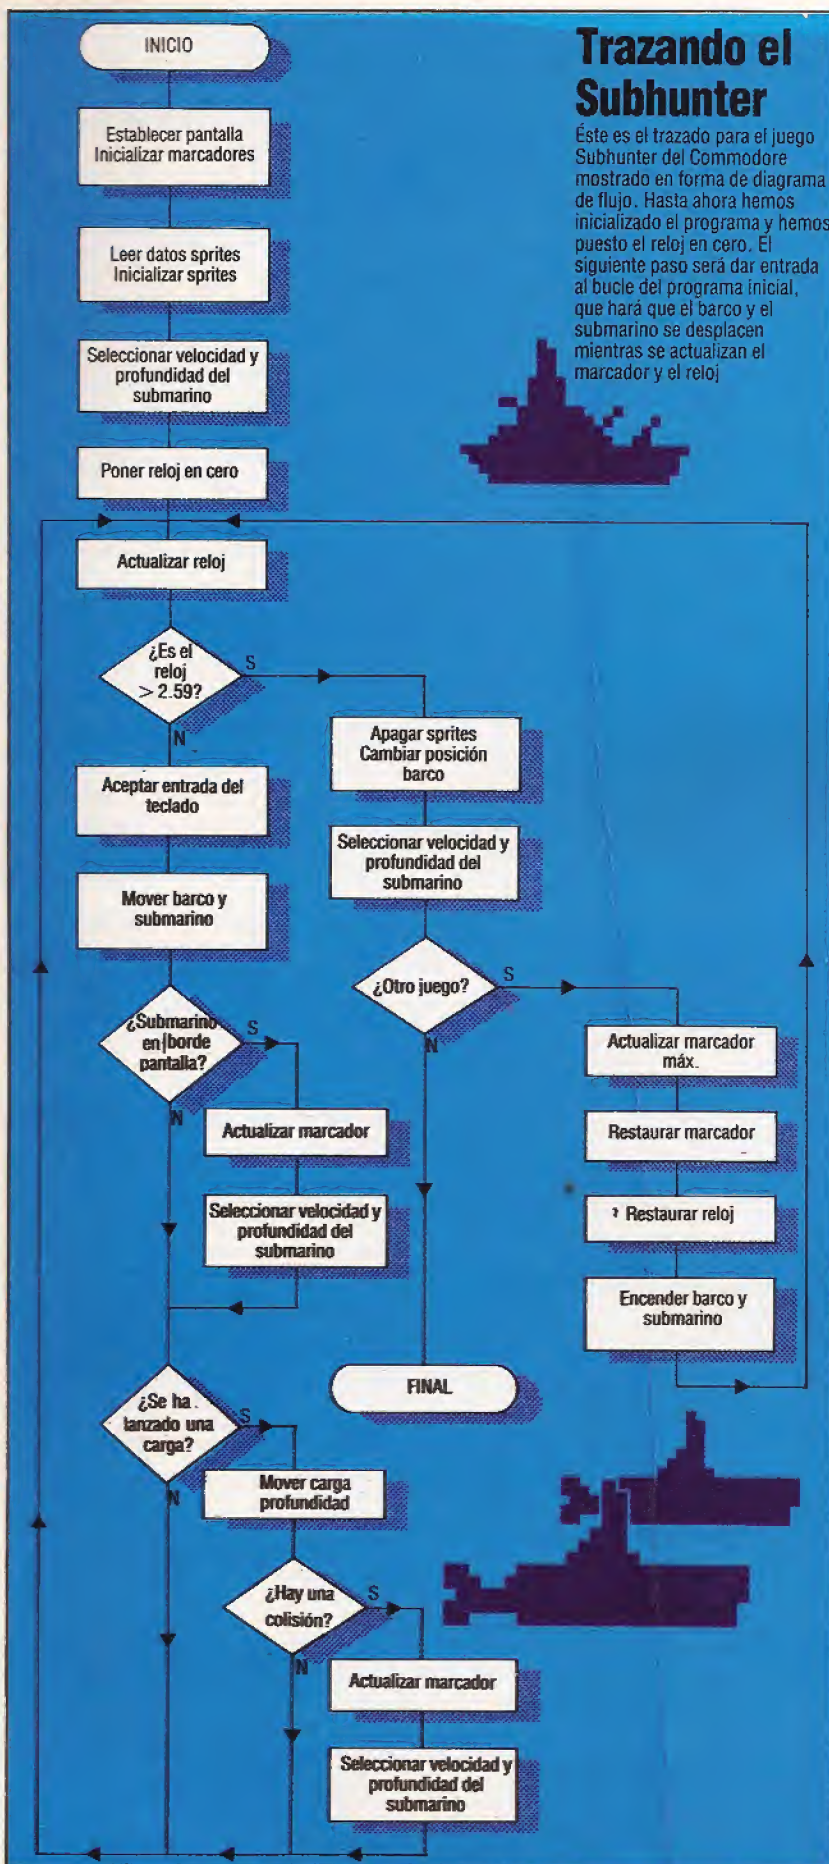 Trazando el
Subhunter
Éste es el trazado para el juego
Subhunter del Commodore
mostrado en forma de diagrama
de flujo. Hasta ahora hemos
inicializado el programa y hemos
puesto el reloj en cero. El
siguiente paso será dar entrada
al bucle del programa inicial,
que hará que el barco y el
submarino se desplacen
mientras se actualizan el
marcador y el reloj
INICIO
Establecer pantalla
Inicializar marcadores
Leer datos sprites
Inicializar sprites
Seleccionar velocidad y
profundidad del
submarino
Poner reloj en cero
Actualizar reloj
¿Es el
reloj
> 2.59?
S
N
Aceptar entrada del
teclado
Mover barco y
submarino
¿Submarino
en borde
pantalla?
S
N
Actualizar marcador
Seleccionar velocidad y
profundidad del
submarino
¿Se ha
lanzado una
carga?
S
N
Mover carga
profundidad
¿Hay una
colisión?
S
N
Actualizar marcador
Seleccionar velocidad y
profundidad del
submarino
Apagar sprites
Cambiar posición
barco
Seleccionar velocidad y
profundidad del
submarino
¿Otro juego?
S
N
FINAL
Actualizar marcador
máx.
Restaurar marcador
Restaurar reloj
Encender barco y
submarino